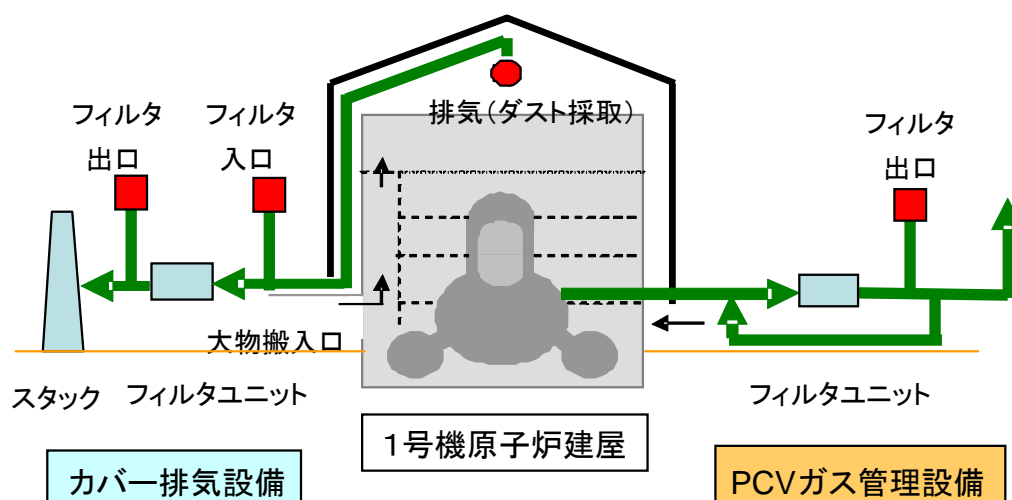 フィルタ
出口
フィルタ
入口
排気(ダスト採取)
フィルタ
出口
大物搬入口
スタック
フィルタユニット
フィルタユニット
1号機原子炉建屋
カバー排気設備
PCVガス管理設備